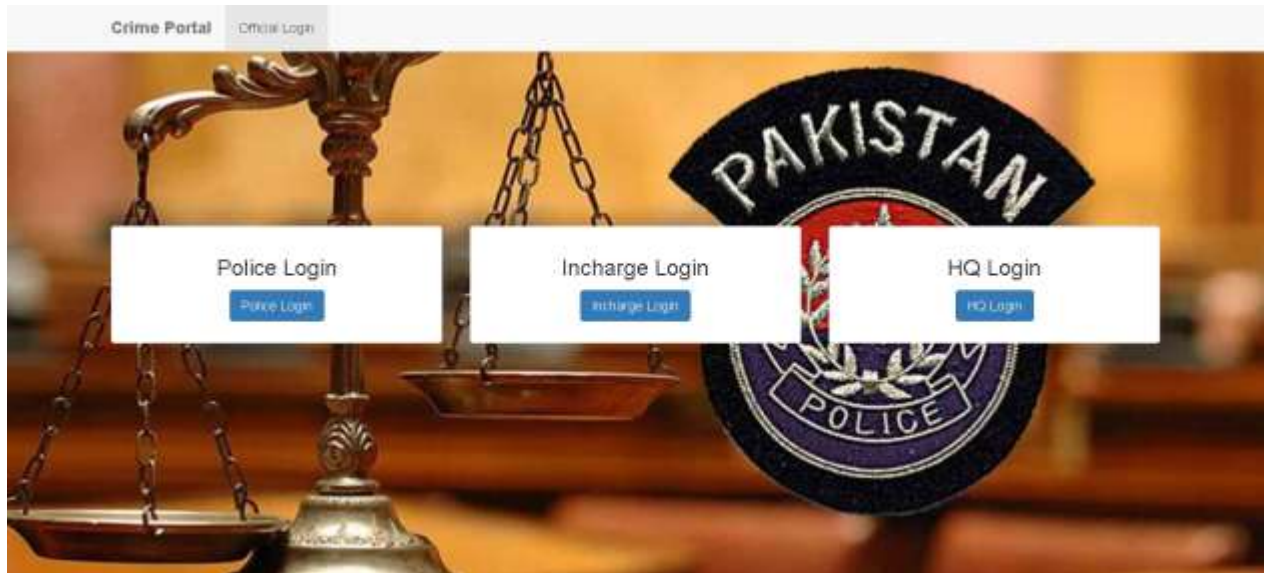 Crime Portal Official Login
PAKISTAN
Police Login
Incharge Login
HQ Login
Police Login
Incharge Login
HQ Login
POLICE